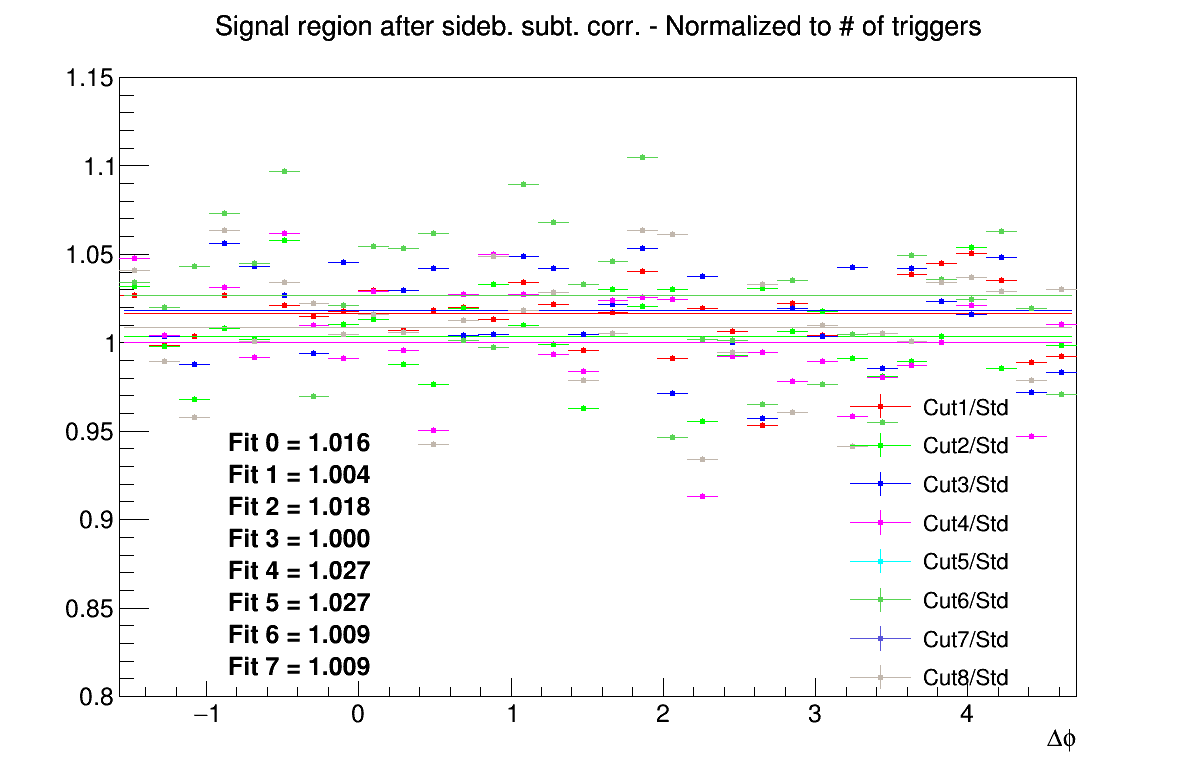 Signal region after sideb. subt. corr. - Normalized to # of triggers
1.15
1.1
1.05
1
0.95
0.9
0.85
0.8
Fit 0 = 1.016
Fit 1 = 1.004
Fit 2 = 1.018
Fit 3 = 1.000
Fit 4 = 1.027
Fit 5 = 1.027
Fit 6 = 1.009
Fit 7 = 1.009
Cut1/Std
Cut2/Std
Cut3/Std
Cut4/Std
Cut5/Std
Cut6/Std
Cut7/Std
Cut8/Std
−1 0 1 2 3 4
Δϕ